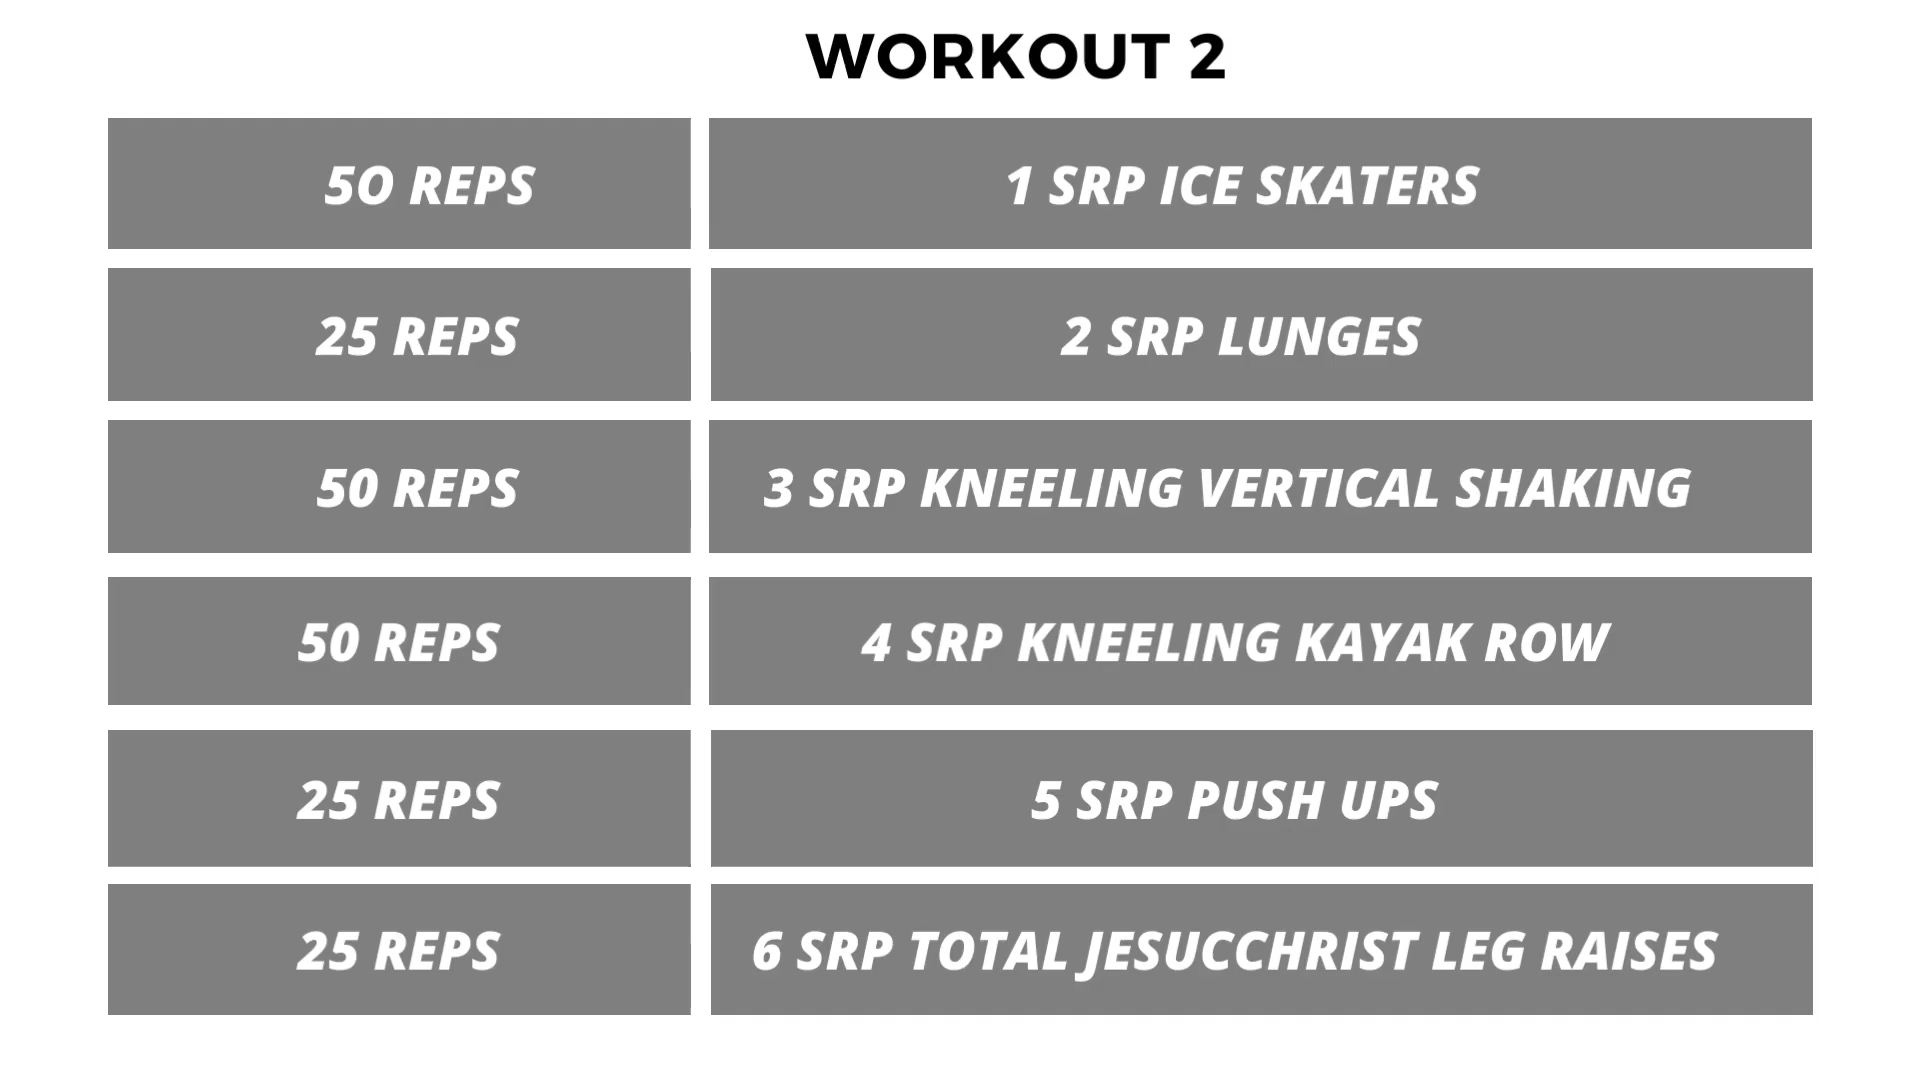 WORKOUT 2
5O REPS
1 SRP ICE SKATERS
25 REPS
2 SRP LUNGES
50 REPS
3 SRP KNEELING VERTICAL SHAKING
50 REPS
4 SRP KNEELING KAYAK ROW
25 REPS
5 SRP PUSH UPS
25 REPS
6 SRP TOTAL JESUCCHRIST LEG RAISES